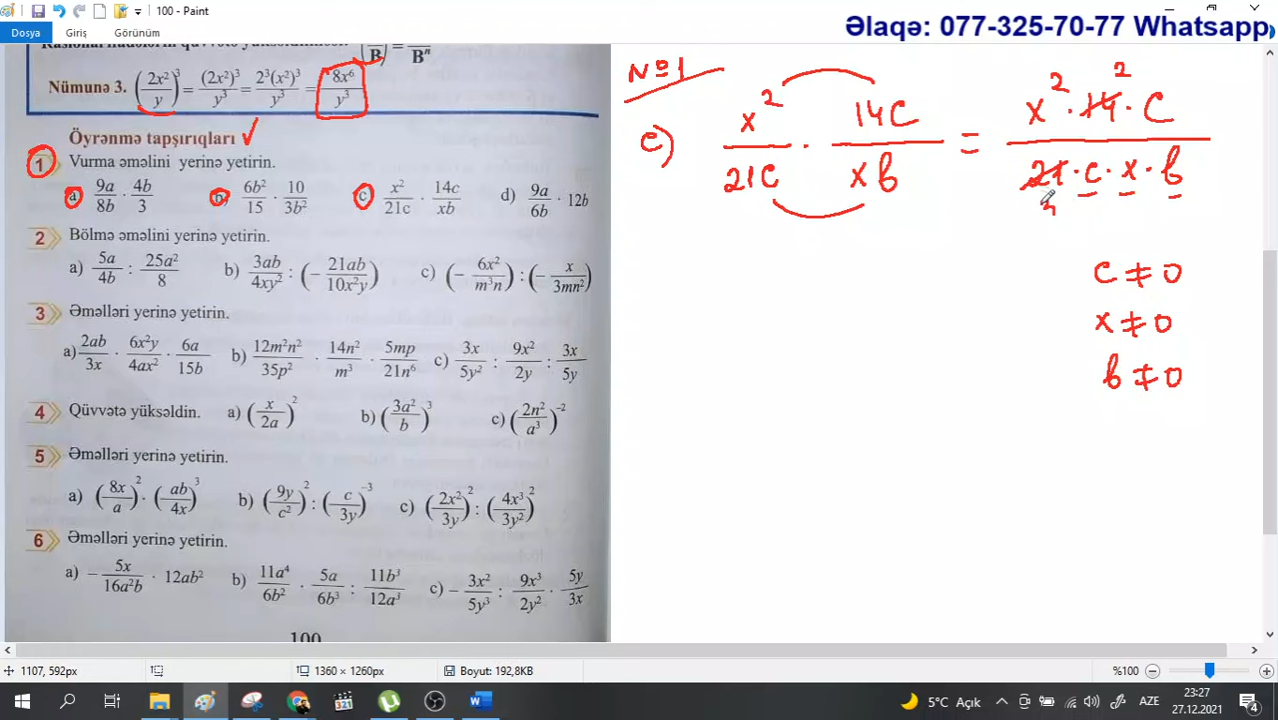 100 - Paint
Əlaqə: 077-325-70-77 Whatsapp
Dosya Giriş Görünüm
Nümunə 3. (2x²/y)³ = (2x²)³/y³ = 2³(x²)³/y³ = 8x⁶/y³
Öyrənmə tapşırıqları ✓
1 Vurma əməlini yerinə yetirin.
a) 9a/8b · 4b/3 b) 6b²/15 · 10/3b² c) x²/21c · 14c/xb d) 9a/6b · 12b
2 Bölmə əməlini yerinə yetirin.
a) 5a/4b : 25a²/8 b) 3ab/4xy² : (− 21ab/10x²y) c) (− 6x²/m³n) : (− x/3mn²)
3 Əməlləri yerinə yetirin.
a) 2ab/3x · 6x²y/4ax² · 6a/15b b) 12m²n²/35p² · 14n²/m³ · 5mp/21n⁶ c) 3x/5y² : 9x²/2y : 3x/5y
4 Qüvvətə yüksəldin. a) (x/2a)² b) (3a²/b)³ c) (2n²/a³)⁻²
5 Əməlləri yerinə yetirin.
a) (8x/a)² · (ab/4x)³ b) (9y/c²)² : (c/3y)⁻³ c) (2x²/3y)² : (4x³/3y²)²
6 Əməlləri yerinə yetirin.
a) − 5x/16a²b · 12ab² b) 11a⁴/6b² · 5a/6b³ : 11b³/12a³ c) − 3x²/5y³ : 9x³/2y² · 5y/3x
100
№1
c) x²/21c · 14c/xb = x² · 14 · c / 21 · c · x · b
2
c ≠ 0
x ≠ 0
b ≠ 0
1107, 592px 1360 × 1260px Boyut: 192,8KB %100
5°C Açık AZE 23:27
27.12.2021
4